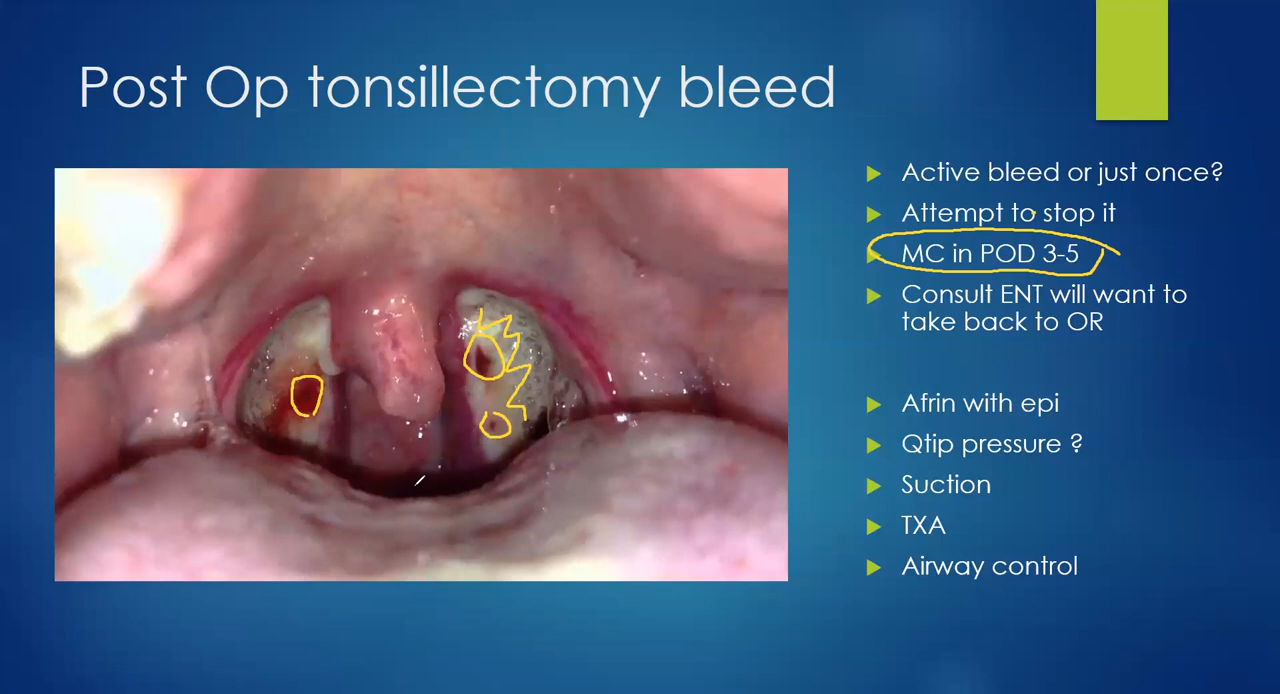 Post Op tonsillectomy bleed
Active bleed or just once?
Attempt to stop it
MC in POD 3-5
Consult ENT will want to
take back to OR
Afrin with epi
Qtip pressure ?
Suction
TXA
Airway control